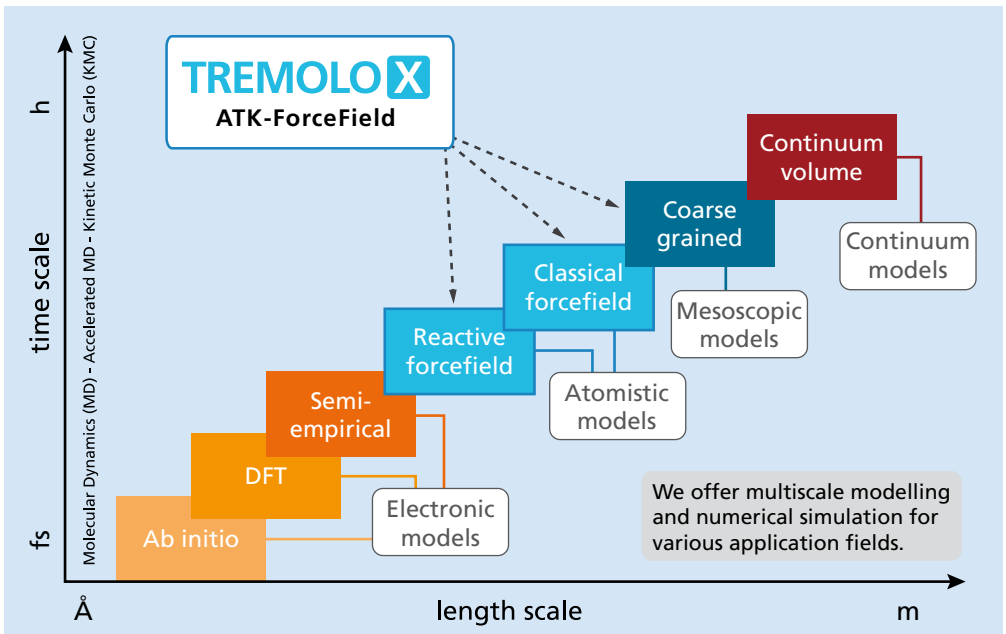 TREMOLO X
ATK-ForceField
h
time scale
fs
Molecular Dynamics (MD) - Accelerated MD - Kinetic Monte Carlo (KMC)
Continuum
volume
Coarse
grained
Continuum
models
Classical
forcefield
Mesoscopic
models
Reactive
forcefield
Atomistic
models
Semi-
empirical
DFT
Electronic
models
Ab initio
We offer multiscale modelling
and numerical simulation for
various application fields.
Å
length scale
m